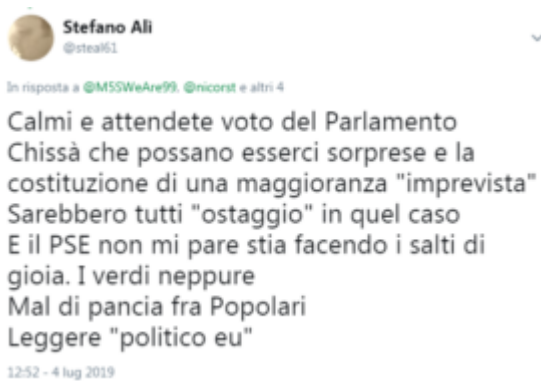 Stefano Alì
@steal61
In risposta a @M5SWeAre99, @nicorst e altri 4
Calmi e attendete voto del Parlamento
Chissà che possano esserci sorprese e la
costituzione di una maggioranza "imprevista"
Sarebbero tutti "ostaggio" in quel caso
E il PSE non mi pare stia facendo i salti di
gioia. I verdi neppure
Mal di pancia fra Popolari
Leggere "politico eu"
12:52 - 4 lug 2019